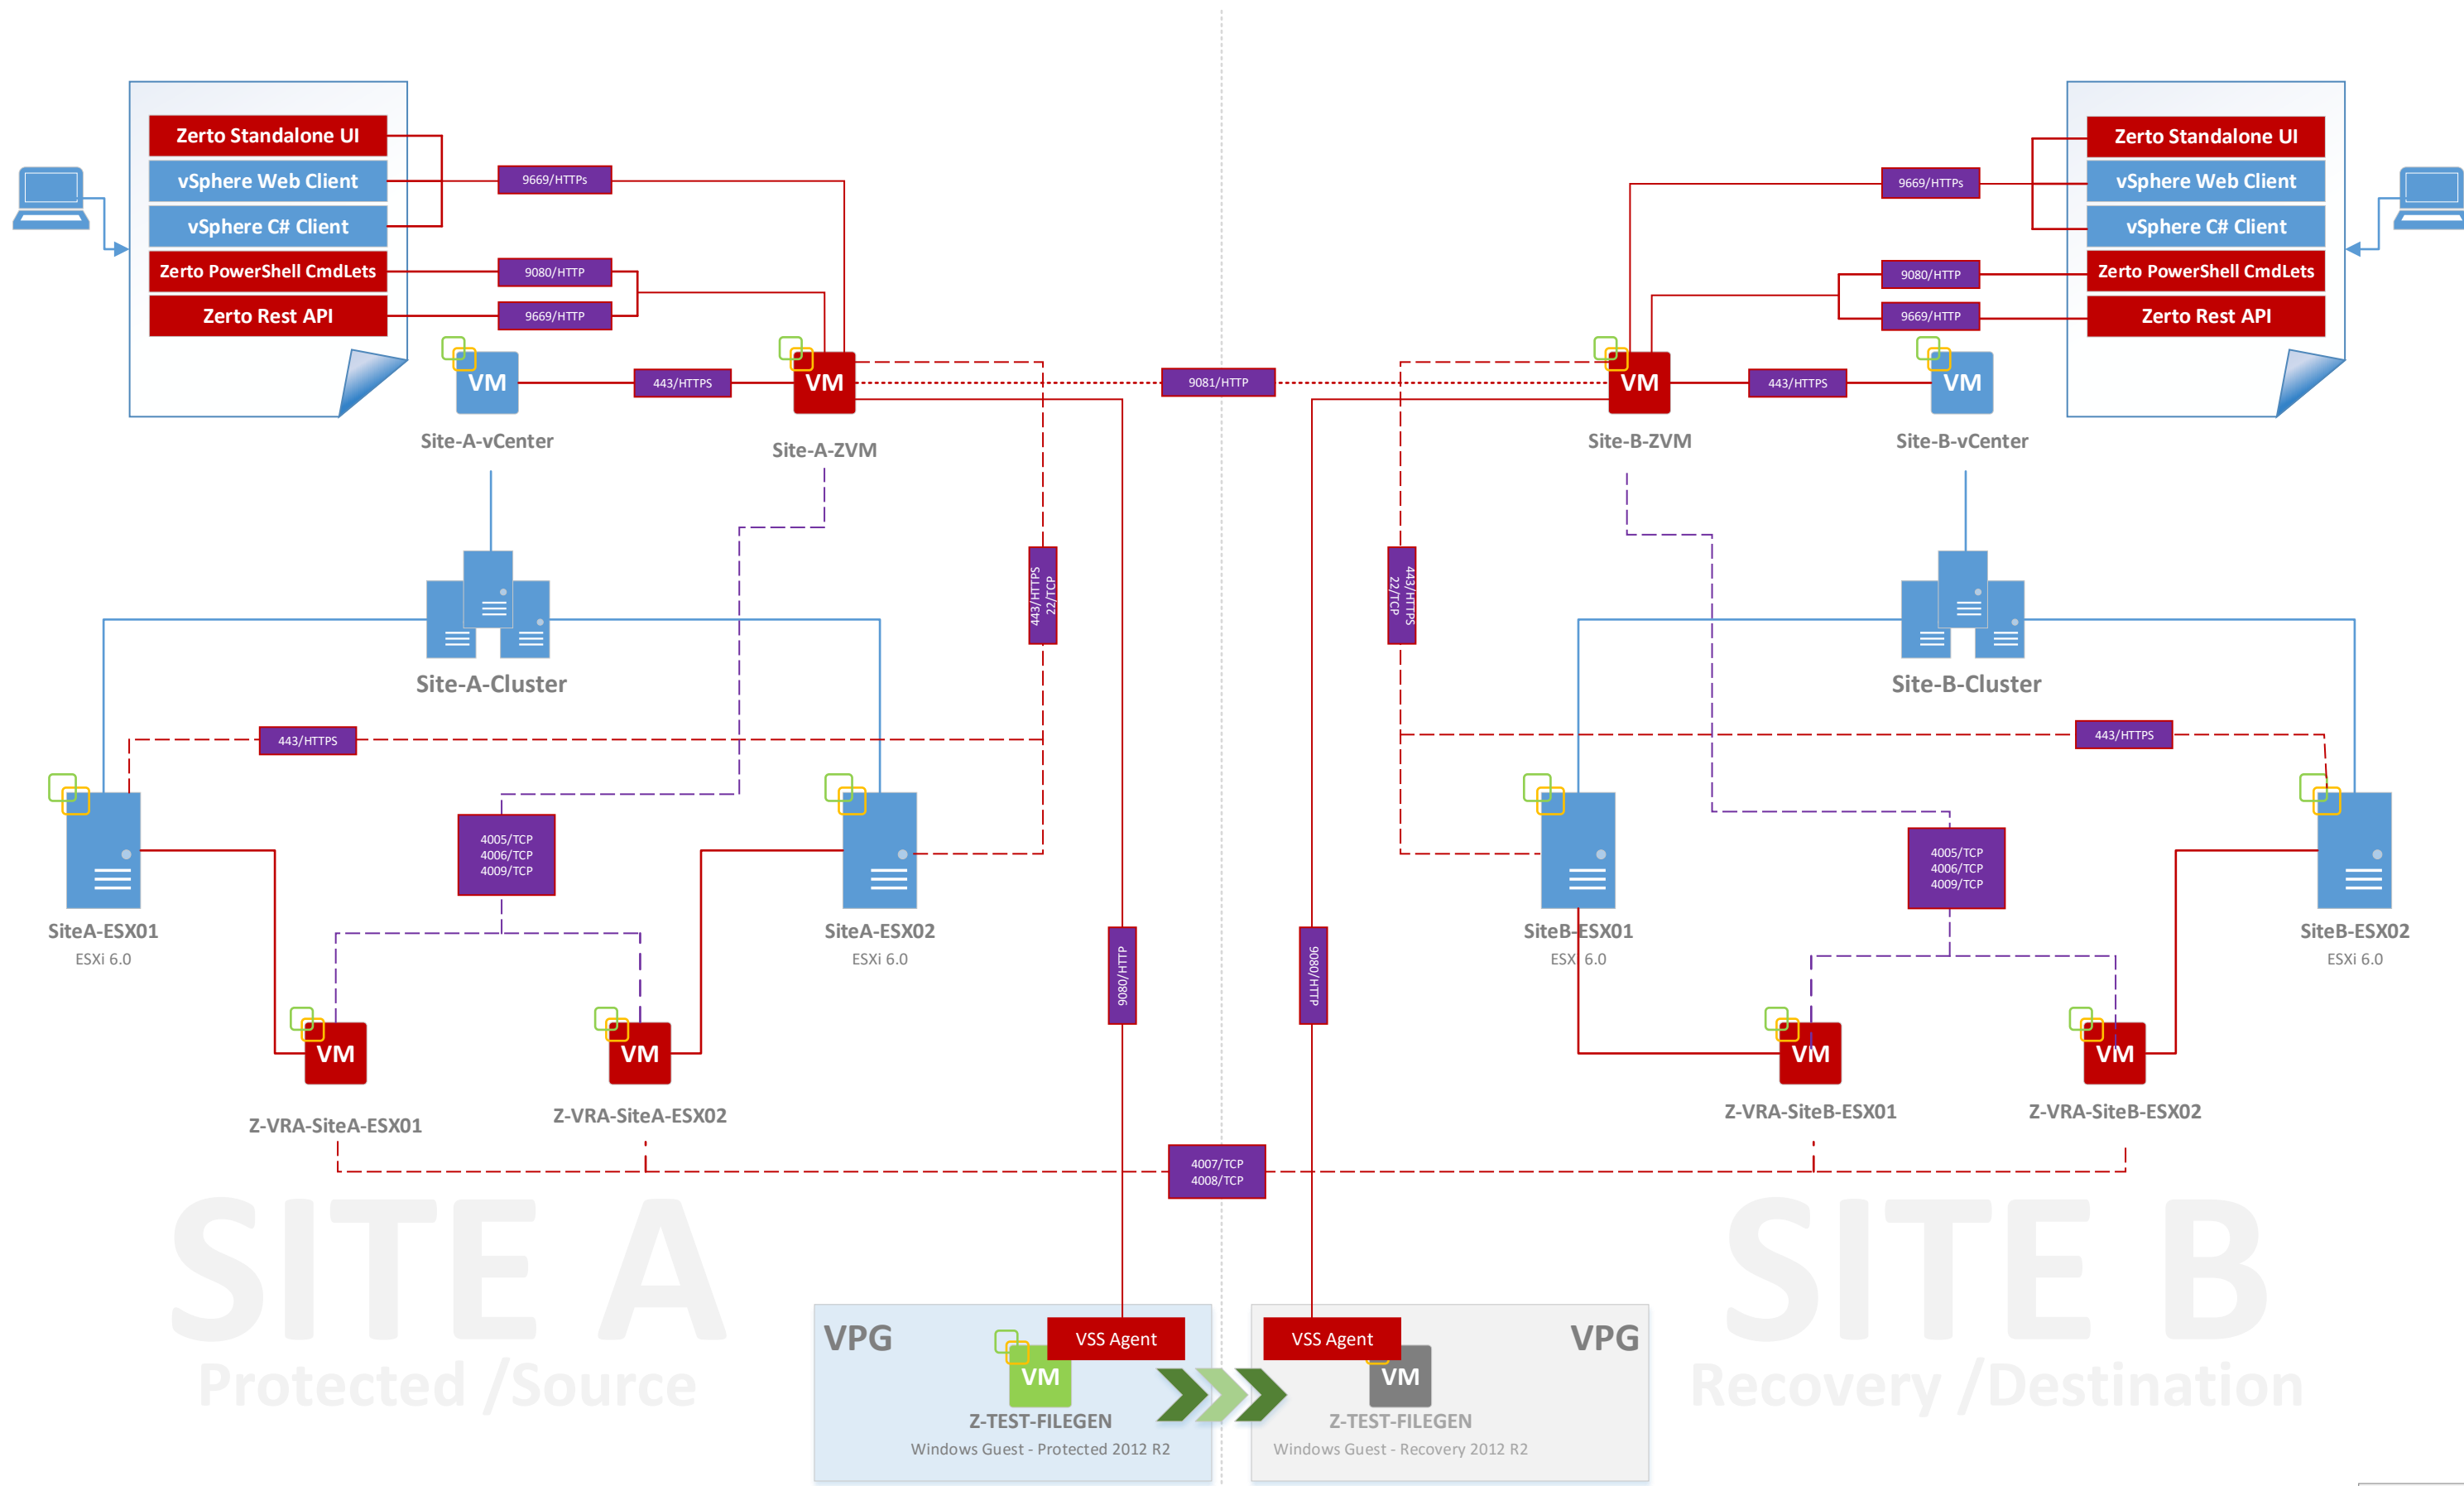 Zerto Standalone UI
vSphere Web Client
vSphere C# Client
Zerto PowerShell CmdLets
Zerto Rest API
9669/HTTPs
9080/HTTP
9669/HTTP
VM
443/HTTPS
VM
Site-A-vCenter
Site-A-ZVM
9081/HTTP
9669/HTTPs
9080/HTTP
9669/HTTP
Zerto Standalone UI
vSphere Web Client
vSphere C# Client
Zerto PowerShell CmdLets
Zerto Rest API
VM
443/HTTPS
VM
Site-B-ZVM
Site-B-vCenter
443/HTTPS
22/TCP
443/HTTPS
22/TCP
Site-A-Cluster
Site-B-Cluster
443/HTTPS
443/HTTPS
4005/TCP
4006/TCP
4009/TCP
4005/TCP
4006/TCP
4009/TCP
SiteA-ESX01
ESXi 6.0
SiteA-ESX02
ESXi 6.0
SiteB-ESX01
ESXi 6.0
SiteB-ESX02
ESXi 6.0
9080/HTTP
9080/HTTP
VM
VM
VM
VM
Z-VRA-SiteA-ESX01
Z-VRA-SiteA-ESX02
Z-VRA-SiteB-ESX01
Z-VRA-SiteB-ESX02
4007/TCP
4008/TCP
SITE A
Protected /Source
SITE B
Recovery /Destination
VPG
VSS Agent
VM
Z-TEST-FILEGEN
Windows Guest - Protected 2012 R2
VSS Agent
VPG
VM
Z-TEST-FILEGEN
Windows Guest - Recovery 2012 R2